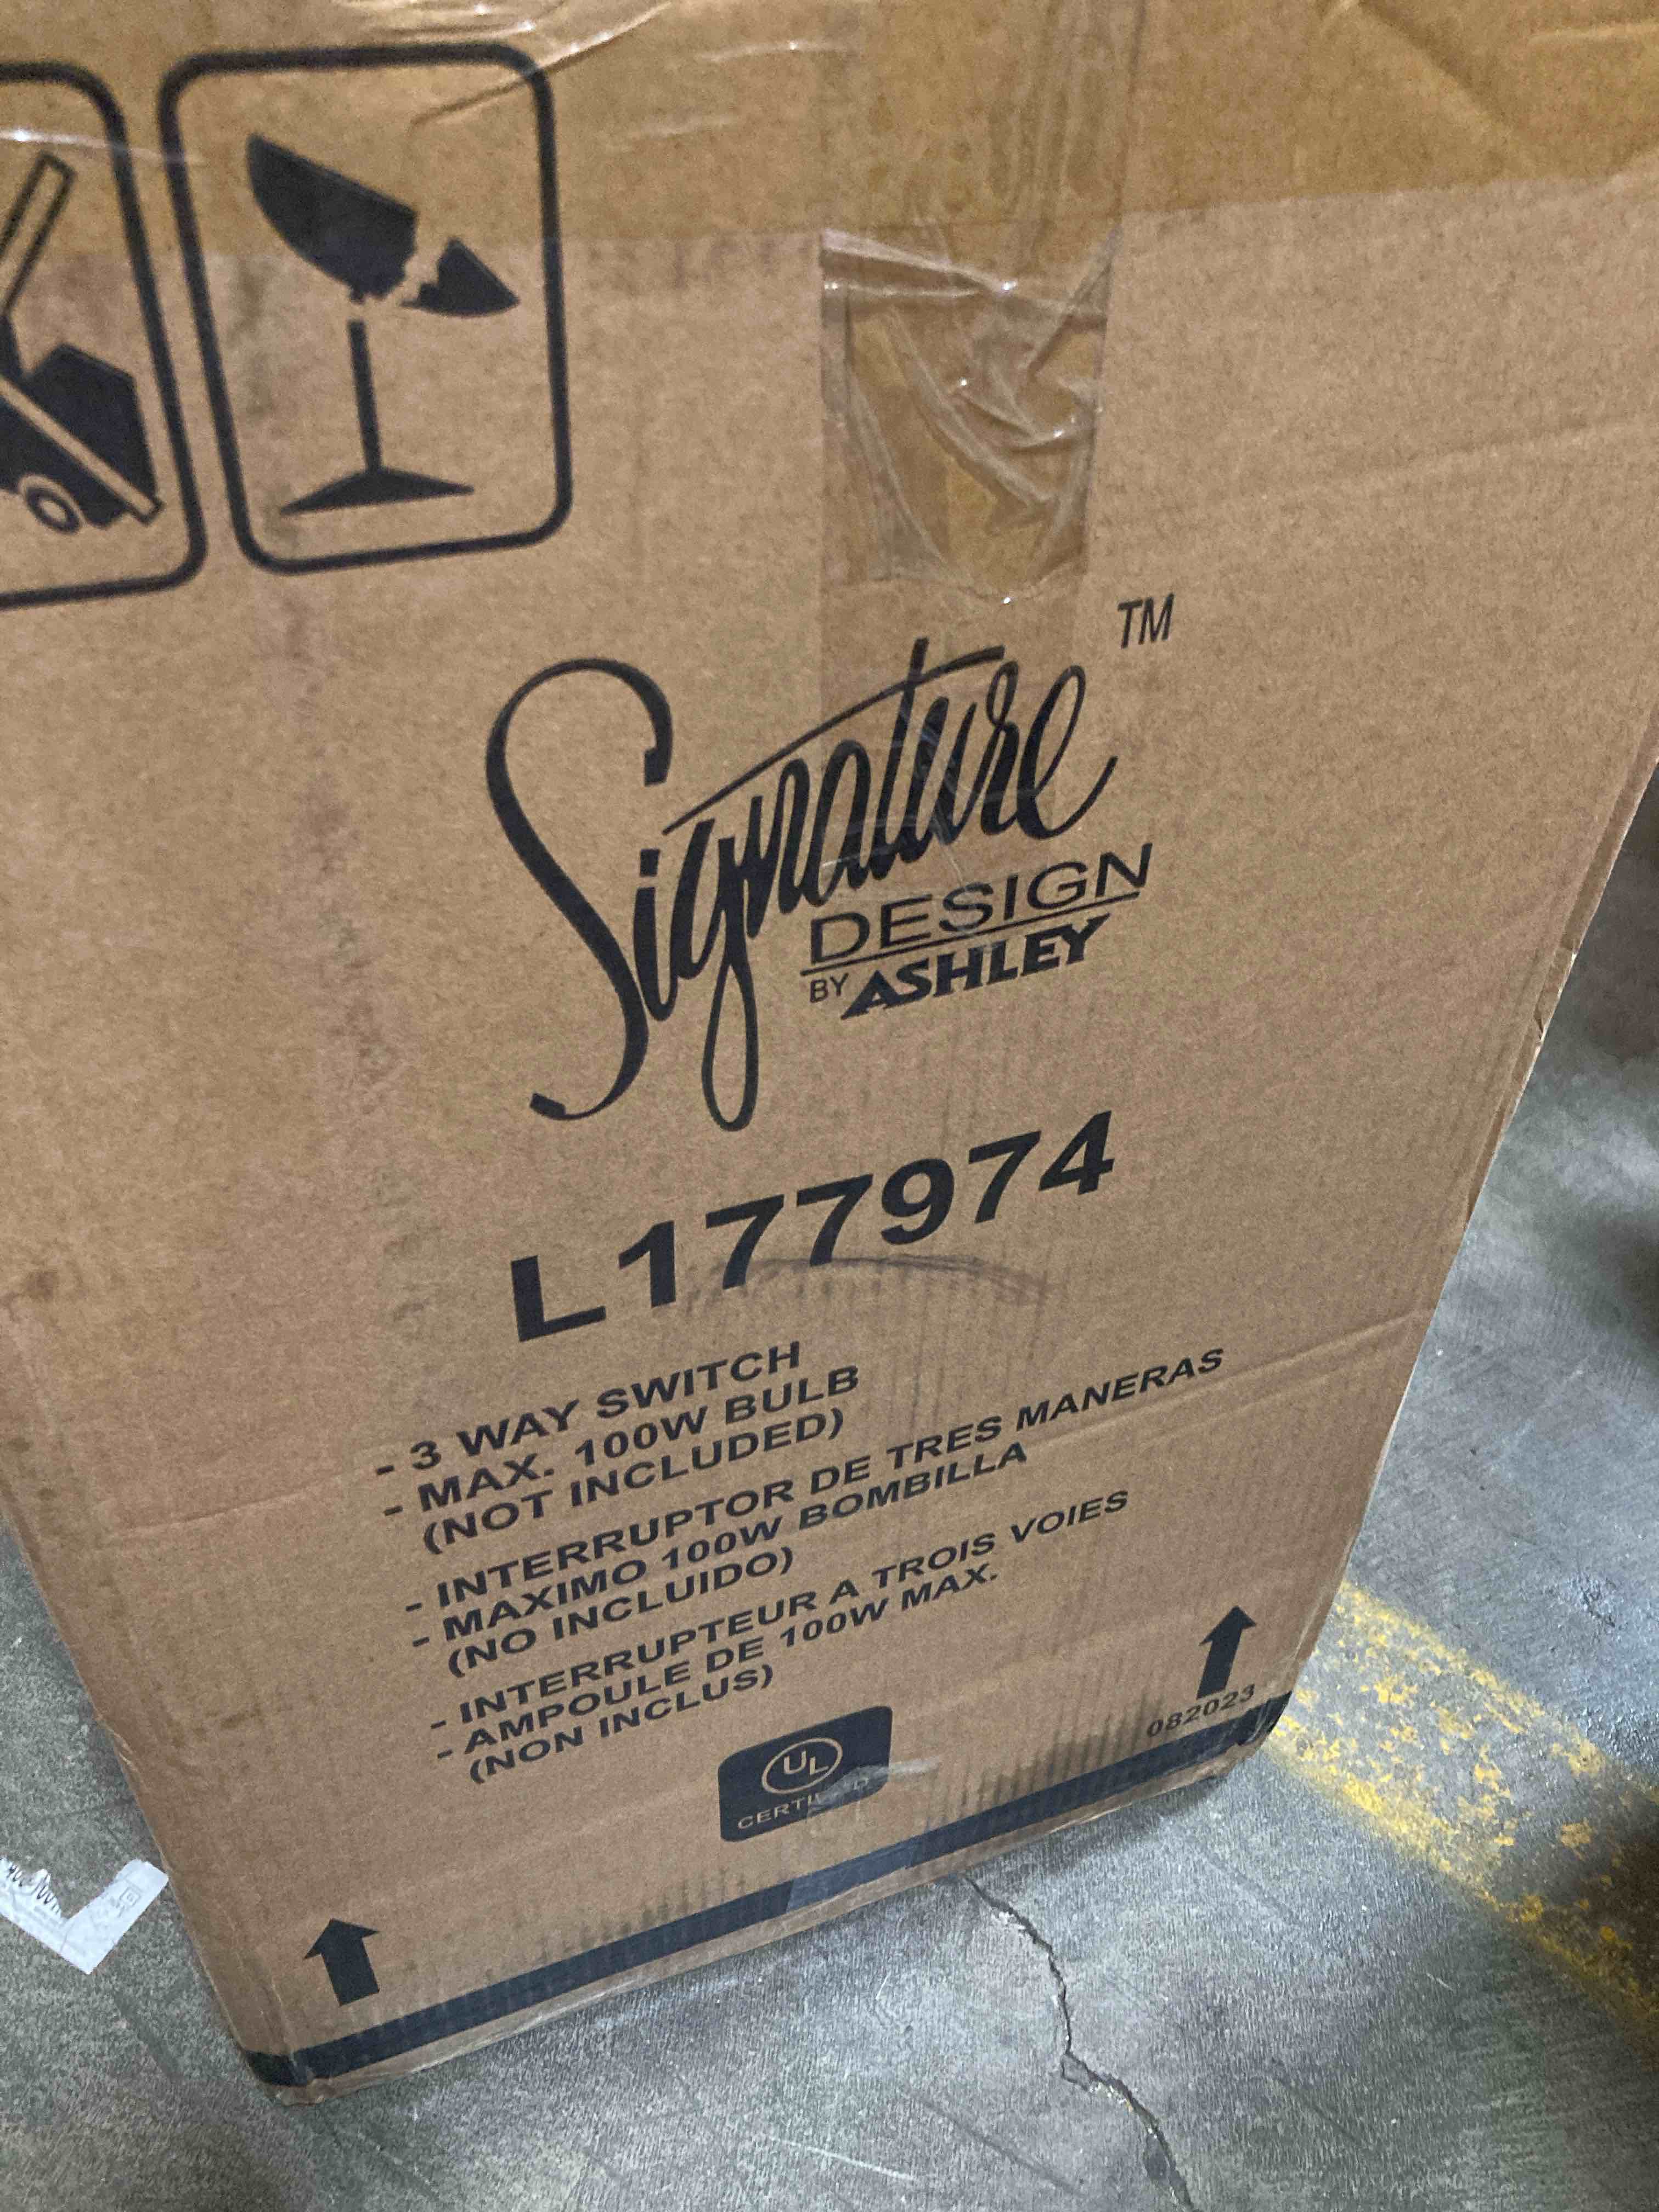 Signature TM
DESIGN
BY ASHLEY
L177974
- 3 WAY SWITCH
- MAX. 100W BULB
(NOT INCLUDED)
- INTERRUPTOR DE TRES MANERAS
- MAXIMO 100W BOMBILLA
(NO INCLUIDO)
- INTERRUPTEUR A TROIS VOIES
- AMPOULE DE 100W MAX.
(NON INCLUS)
082023
UL
CERTIFIED